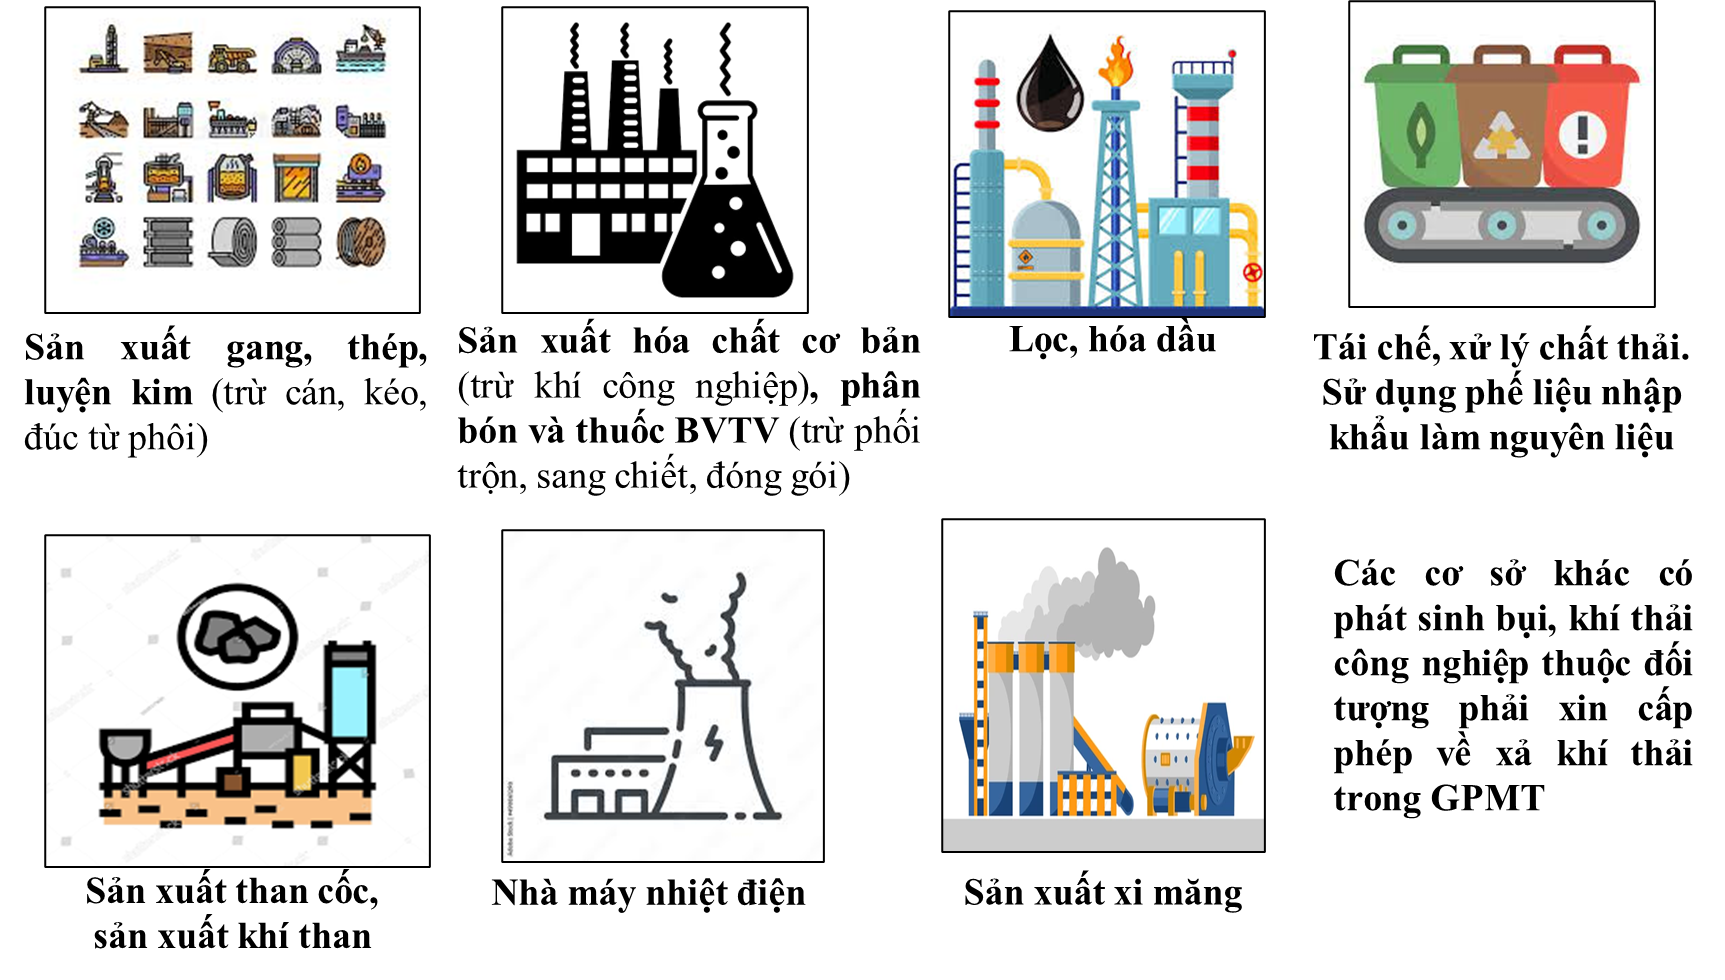 Sản xuất gang, thép,
luyện kim (trừ cán, kéo,
đúc từ phôi)
Sản xuất hóa chất cơ bản
(trừ khí công nghiệp), phân
bón và thuốc BVTV (trừ phối
trộn, sang chiết, đóng gói)
Lọc, hóa dầu
Tái chế, xử lý chất thải.
Sử dụng phế liệu nhập
khẩu làm nguyên liệu
Sản xuất than cốc,
sản xuất khí than
Nhà máy nhiệt điện
Sản xuất xi măng
Các cơ sở khác có
phát sinh bụi, khí thải
công nghiệp thuộc đối
tượng phải xin cấp
phép về xả khí thải
trong GPMT